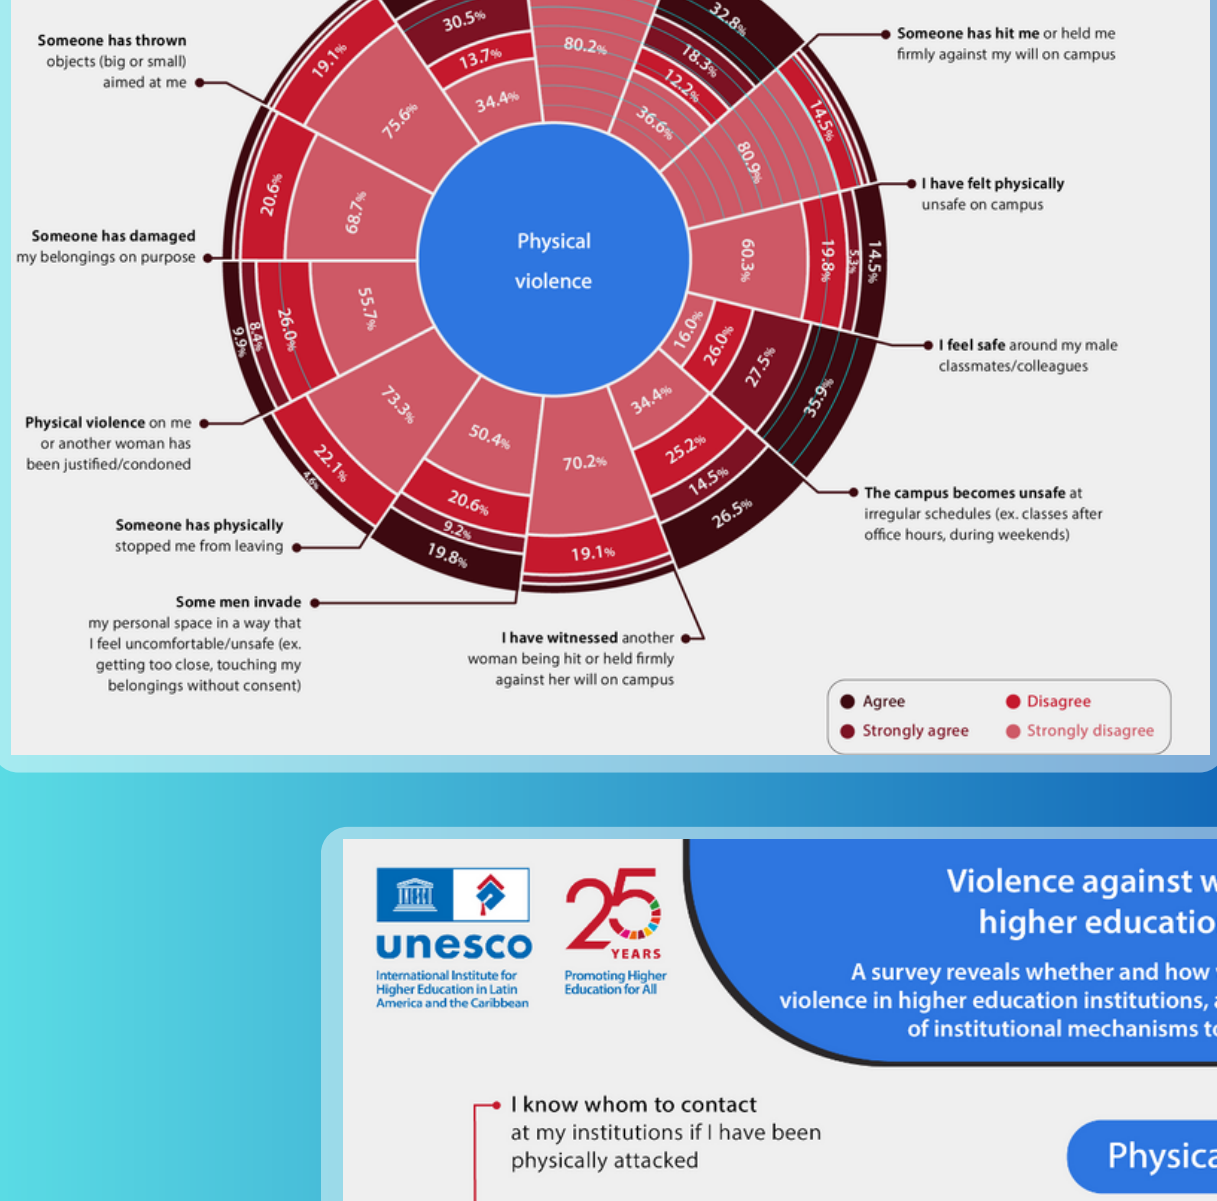 Someone has thrown
objects (big or small)
aimed at me
Someone has damaged
my belongings on purpose
Physical violence on me
or another woman has
been justified/condoned
Someone has physically
stopped me from leaving
Some men invade
my personal space in a way that
I feel uncomfortable/unsafe (ex.
getting too close, touching my
belongings without consent)
I have witnessed another
woman being hit or held firmly
against her will on campus
The campus becomes unsafe at
irregular schedules (ex. classes after
office hours, during weekends)
I feel safe around my male
classmates/colleagues
I have felt physically
unsafe on campus
Someone has hit me or held me
firmly against my will on campus
Physical
violence
30.5%
13.7%
34.4%
80.2%
32.8%
18.3%
12.2%
36.6%
14.5%
80.9%
60.3%
19.8%
5.3%
14.5%
16.0%
26.0%
27.5%
35.9%
34.4%
25.2%
14.5%
26.5%
70.2%
19.1%
50.4%
20.6%
9.2%
19.8%
73.3%
22.1%
4.6%
55.7%
26.0%
8.4%
9.9%
68.7%
20.6%
75.6%
19.1%
Agree
Disagree
Strongly agree
Strongly disagree
unesco
International Institute for
Higher Education in Latin
America and the Caribbean
25
YEARS
Promoting Higher
Education for All
Violence against w
higher educatio
A survey reveals whether and how
violence in higher education institutions, a
of institutional mechanisms to
I know whom to contact
at my institutions if I have been
physically attacked
Physica